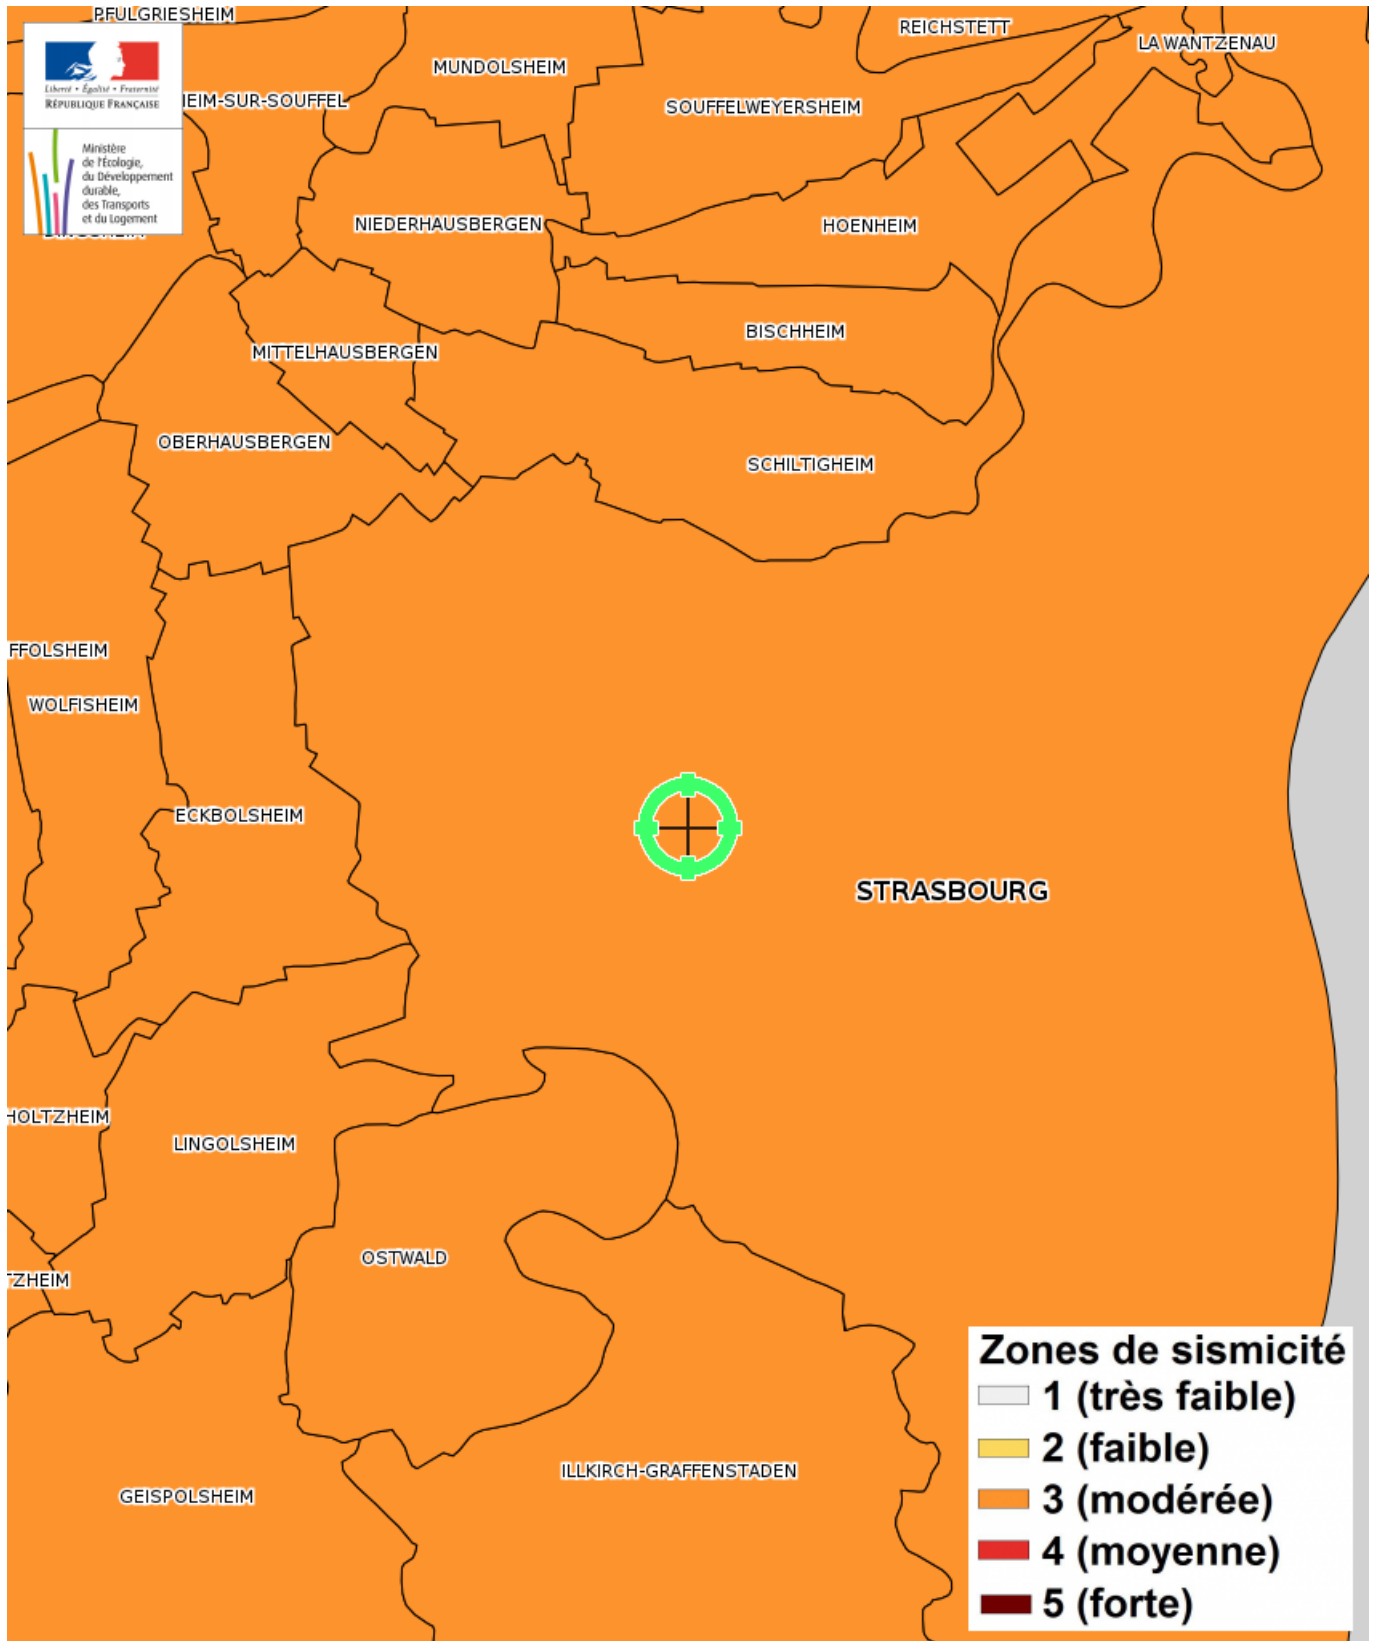 PFULGRIESHEIM
REICHSTETT
LA WANTZENAU
MUNDOLSHEIM
HEIM-SUR-SOUFFEL
SOUFFELWEYERSHEIM
Liberté • Égalité • Fraternité
RÉPUBLIQUE FRANÇAISE
Ministère
de l'Écologie,
du Développement
durable,
des Transports
et du Logement
NIEDERHAUSBERGEN
HOENHEIM
BISCHHEIM
MITTELHAUSBERGEN
OBERHAUSBERGEN
SCHILTIGHEIM
FFOLSHEIM
WOLFISHEIM
ECKBOLSHEIM
STRASBOURG
HOLTZHEIM
LINGOLSHEIM
OSTWALD
TZHEIM
ILLKIRCH-GRAFFENSTADEN
GEISPOLSHEIM
Zones de sismicité
1 (très faible)
2 (faible)
3 (modérée)
4 (moyenne)
5 (forte)